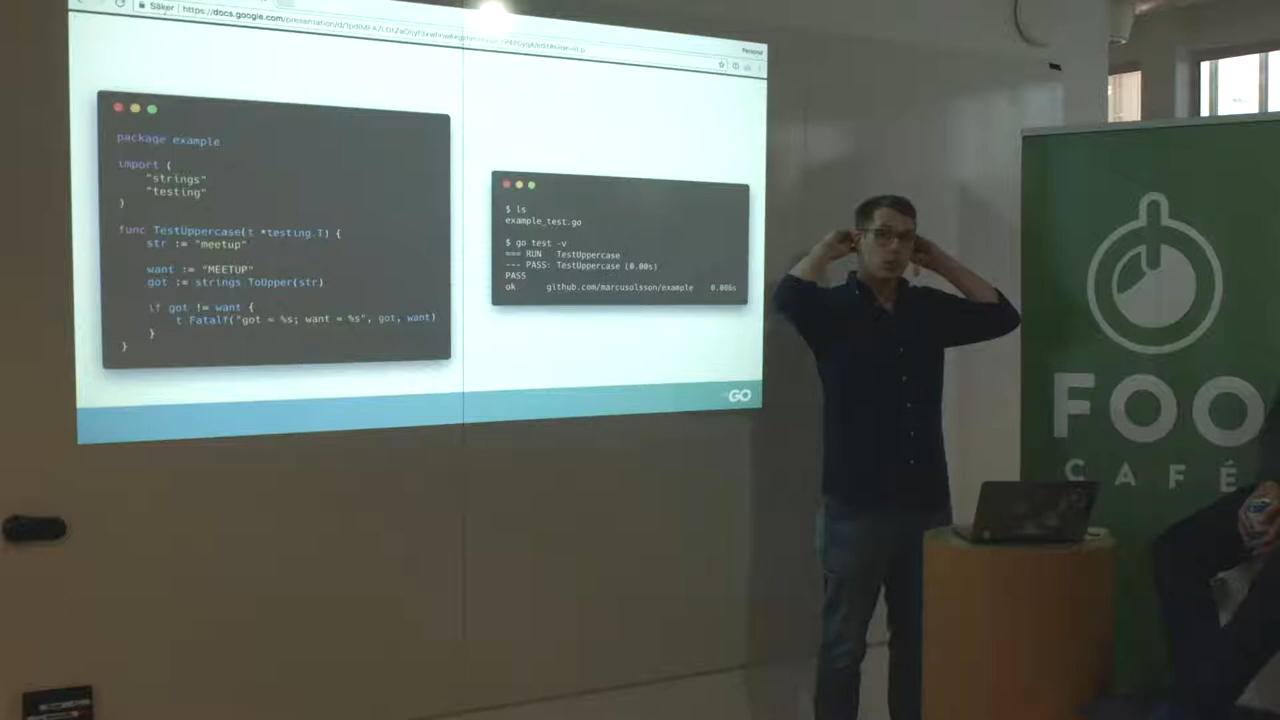 Säker | https://docs.google.com/presentation/d/
Personal
package example
import (
"strings"
"testing"
)
func TestUppercase(t *testing.T) {
str := "meetup"
want := "MEETUP"
got := strings.ToUpper(str)
if got != want {
t.Fatalf("got = %s; want = %s", got, want)
}
}
$ ls
example_test.go
$ go test -v
=== RUN TestUppercase
--- PASS: TestUppercase (0.00s)
PASS
ok github.com/marcusolsson/example 0.006s
GO
FOO
CAFÉ